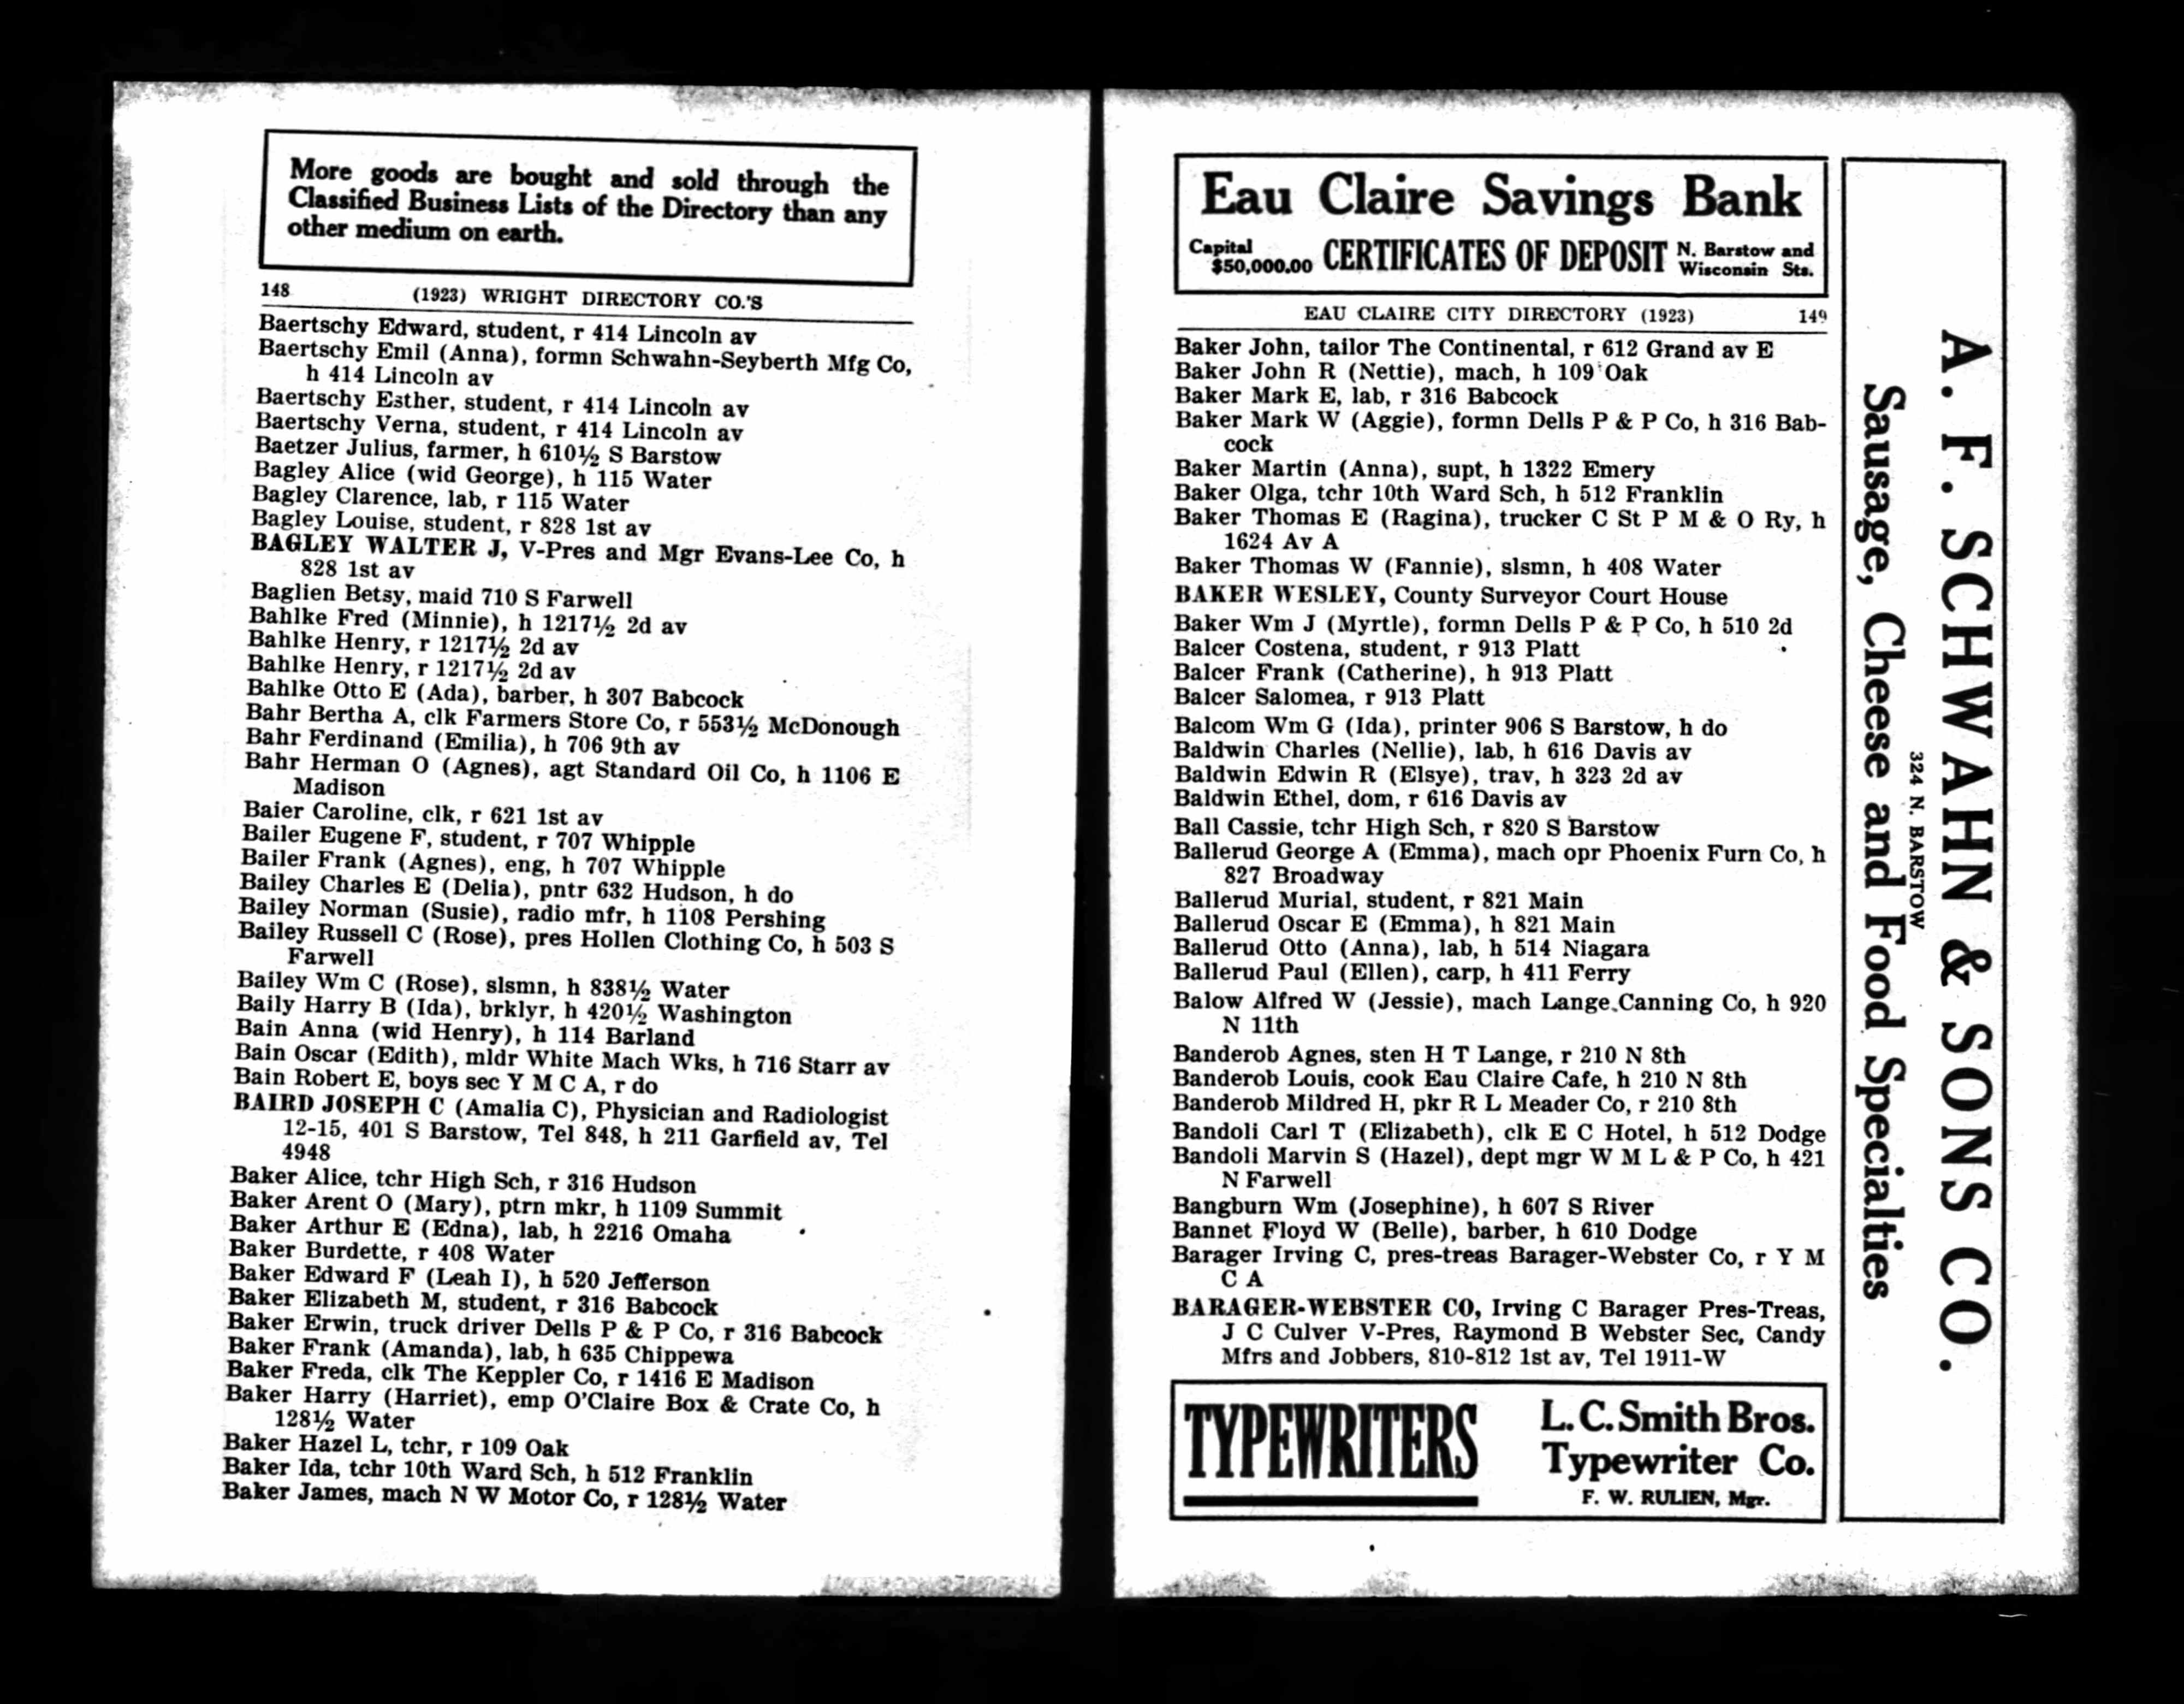 More goods are bought and sold through the
Classified Business Lists of the Directory than any
other medium on earth.
148 (1923) WRIGHT DIRECTORY CO.'S
Baertschy Edward, student, r 414 Lincoln av
Baertschy Emil (Anna), formn Schwahn-Seyberth Mfg Co,
h 414 Lincoln av
Baertschy Esther, student, r 414 Lincoln av
Baertschy Verna, student, r 414 Lincoln av
Baetzer Julius, farmer, h 610½ S Barstow
Bagley Alice (wid George), h 115 Water
Bagley Clarence, lab, r 115 Water
Bagley Louise, student, r 828 1st av
BAGLEY WALTER J, V-Pres and Mgr Evans-Lee Co, h
828 1st av
Baglien Betsy, maid 710 S Farwell
Bahlke Fred (Minnie), h 1217½ 2d av
Bahlke Henry, r 1217½ 2d av
Bahlke Henry, r 1217½ 2d av
Bahlke Otto E (Ada), barber, h 307 Babcock
Bahr Bertha A, clk Farmers Store Co, r 553½ McDonough
Bahr Ferdinand (Emilia), h 706 9th av
Bahr Herman O (Agnes), agt Standard Oil Co, h 1106 E
Madison
Baier Caroline, clk, r 621 1st av
Bailer Eugene F, student, r 707 Whipple
Bailer Frank (Agnes), eng, h 707 Whipple
Bailey Charles E (Delia), pntr 632 Hudson, h do
Bailey Norman (Susie), radio mfr, h 1108 Pershing
Bailey Russell C (Rose), pres Hollen Clothing Co, h 503 S
Farwell
Bailey Wm C (Rose), slsmn, h 838½ Water
Baily Harry B (Ida), brklyr, h 420½ Washington
Bain Anna (wid Henry), h 114 Barland
Bain Oscar (Edith), mldr White Mach Wks, h 716 Starr av
Bain Robert E, boys sec Y M C A, r do
BAIRD JOSEPH C (Amalia C), Physician and Radiologist
12-15, 401 S Barstow, Tel 848, h 211 Garfield av, Tel
4948
Baker Alice, tchr High Sch, r 316 Hudson
Baker Arent O (Mary), ptrn mkr, h 1109 Summit
Baker Arthur E (Edna), lab, h 2216 Omaha
Baker Burdette, r 408 Water
Baker Edward F (Leah I), h 520 Jefferson
Baker Elizabeth M, student, r 316 Babcock
Baker Erwin, truck driver Dells P & P Co, r 316 Babcock
Baker Frank (Amanda), lab, h 635 Chippewa
Baker Freda, clk The Keppler Co, r 1416 E Madison
Baker Harry (Harriet), emp O'Claire Box & Crate Co, h
128½ Water
Baker Hazel L, tchr, r 109 Oak
Baker Ida, tchr 10th Ward Sch, h 512 Franklin
Baker James, mach N W Motor Co, r 128½ Water
Eau Claire Savings Bank
Capital $50,000.00 CERTIFICATES OF DEPOSIT N. Barstow and Wisconsin Sts.
EAU CLAIRE CITY DIRECTORY (1923) 149
Baker John, tailor The Continental, r 612 Grand av E
Baker John R (Nettie), mach, h 109 Oak
Baker Mark E, lab, r 316 Babcock
Baker Mark W (Aggie), formn Dells P & P Co, h 316 Bab-
cock
Baker Martin (Anna), supt, h 1322 Emery
Baker Olga, tchr 10th Ward Sch, h 512 Franklin
Baker Thomas E (Ragina), trucker C St P M & O Ry, h
1624 Av A
Baker Thomas W (Fannie), slsmn, h 408 Water
BAKER WESLEY, County Surveyor Court House
Baker Wm J (Myrtle), formn Dells P & P Co, h 510 2d
Balcer Costena, student, r 913 Platt
Balcer Frank (Catherine), h 913 Platt
Balcer Salomea, r 913 Platt
Balcom Wm G (Ida), printer 906 S Barstow, h do
Baldwin Charles (Nellie), lab, h 616 Davis av
Baldwin Edwin R (Elsye), trav, h 323 2d av
Baldwin Ethel, dom, r 616 Davis av
Ball Cassie, tchr High Sch, r 820 S Barstow
Ballerud George A (Emma), mach opr Phoenix Furn Co, h
827 Broadway
Ballerud Murial, student, r 821 Main
Ballerud Oscar E (Emma), h 821 Main
Ballerud Otto (Anna), lab, h 514 Niagara
Ballerud Paul (Ellen), carp, h 411 Ferry
Balow Alfred W (Jessie), mach Lange Canning Co, h 920
N 11th
Banderob Agnes, sten H T Lange, r 210 N 8th
Banderob Louis, cook Eau Claire Cafe, h 210 N 8th
Banderob Mildred H, pkr R L Meader Co, r 210 8th
Bandoli Carl T (Elizabeth), clk E C Hotel, h 512 Dodge
Bandoli Marvin S (Hazel), dept mgr W M L & P Co, h 421
N Farwell
Bangburn Wm (Josephine), h 607 S River
Bannet Floyd W (Belle), barber, h 610 Dodge
Barager Irving C, pres-treas Barager-Webster Co, r Y M
C A
BARAGER-WEBSTER CO, Irving C Barager Pres-Treas,
J C Culver V-Pres, Raymond B Webster Sec, Candy
Mfrs and Jobbers, 810-812 1st av, Tel 1911-W
TYPEWRITERS
L. C. Smith Bros.
Typewriter Co.
F. W. RULIEN, Mgr.
A. F. SCHWAHN & SONS CO.
324 N. BARSTOW
Sausage, Cheese and Food Specialties